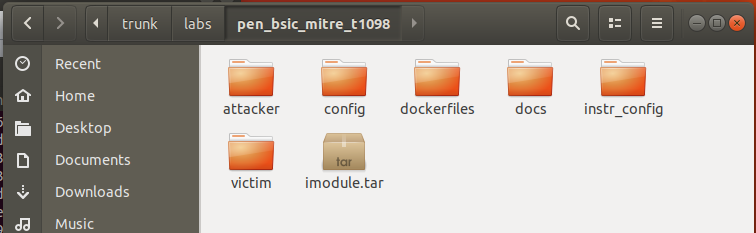 trunk labs pen_bsic_mitre_t1098
Recent
Home
Desktop
Documents
Downloads
Music
attacker config dockerfiles docs instr_config
victim imodule.tar
tar